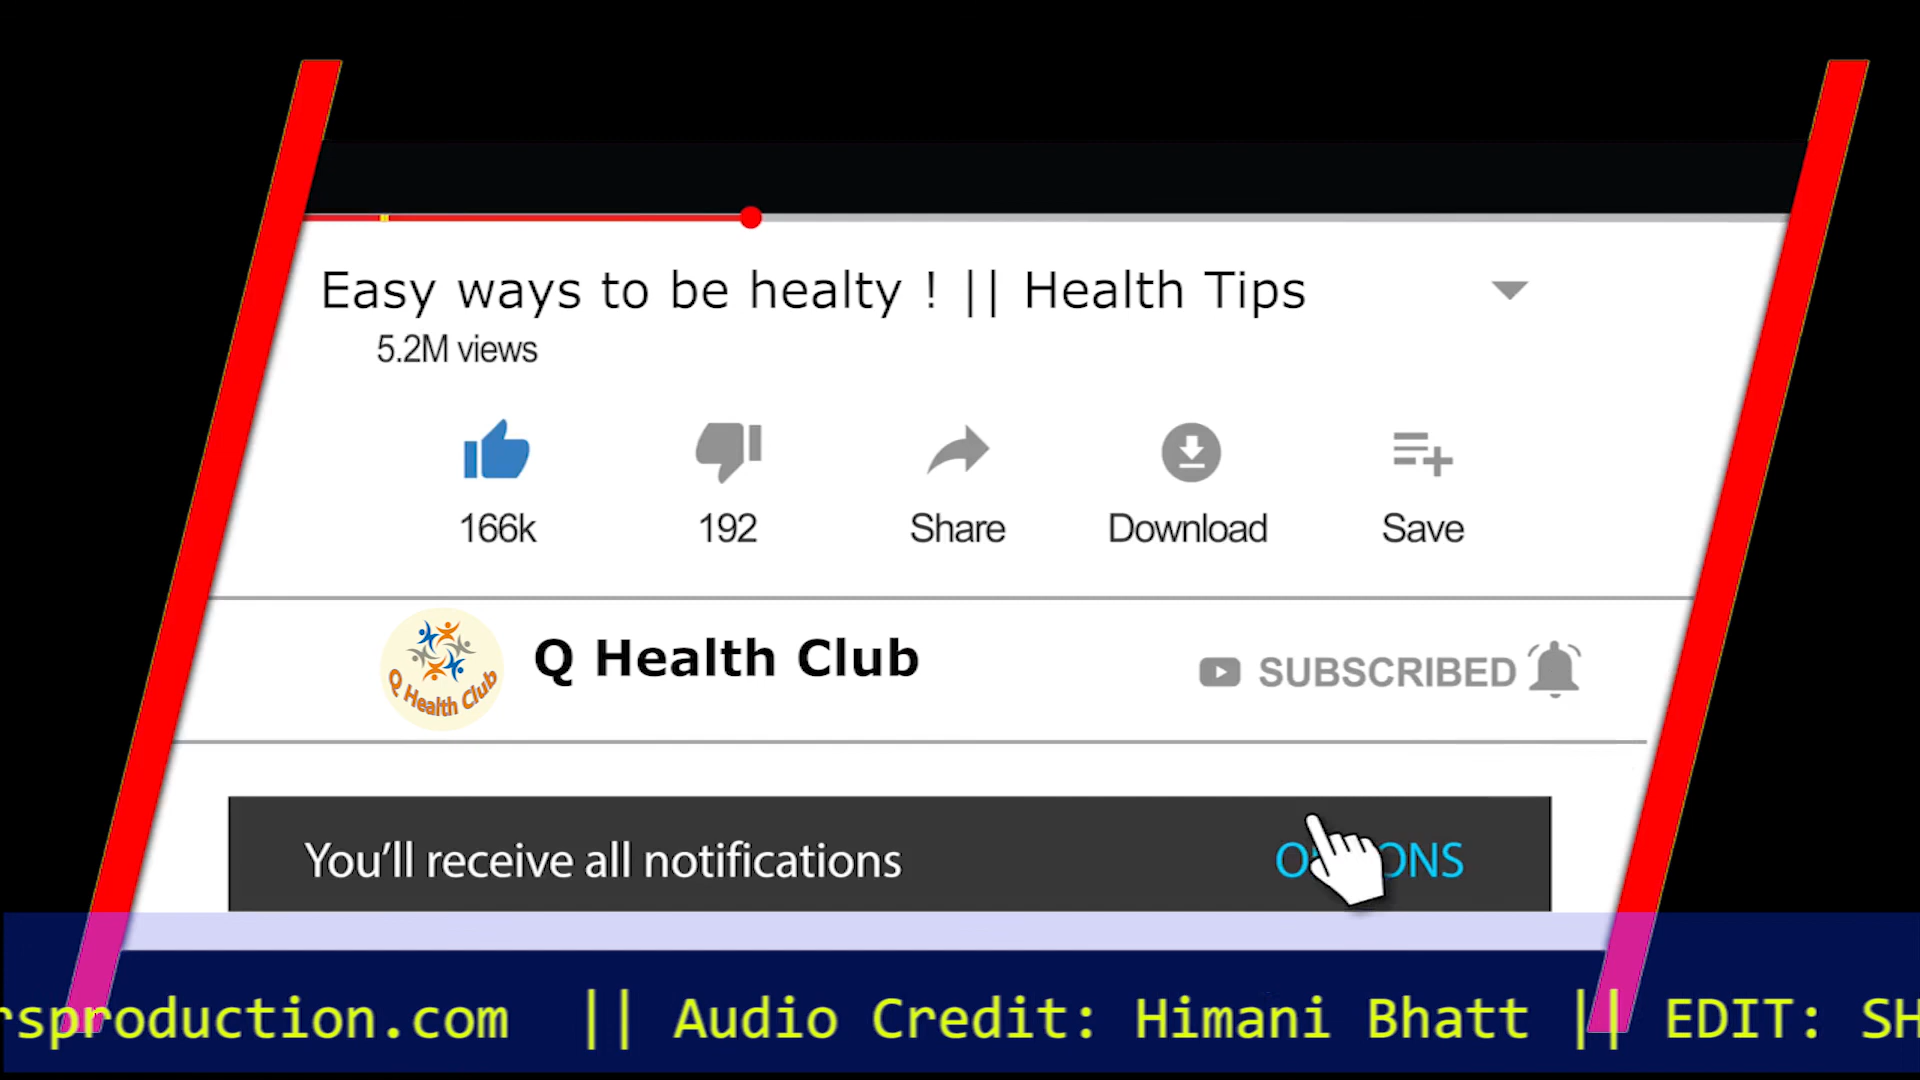 Easy ways to be healty ! || Health Tips
5.2M views
166k 192 Share Download Save
Q Health Club
Q Health Club SUBSCRIBED
You'll receive all notifications
rsproduction.com || Audio Credit: Himani Bhatt || EDIT: SH